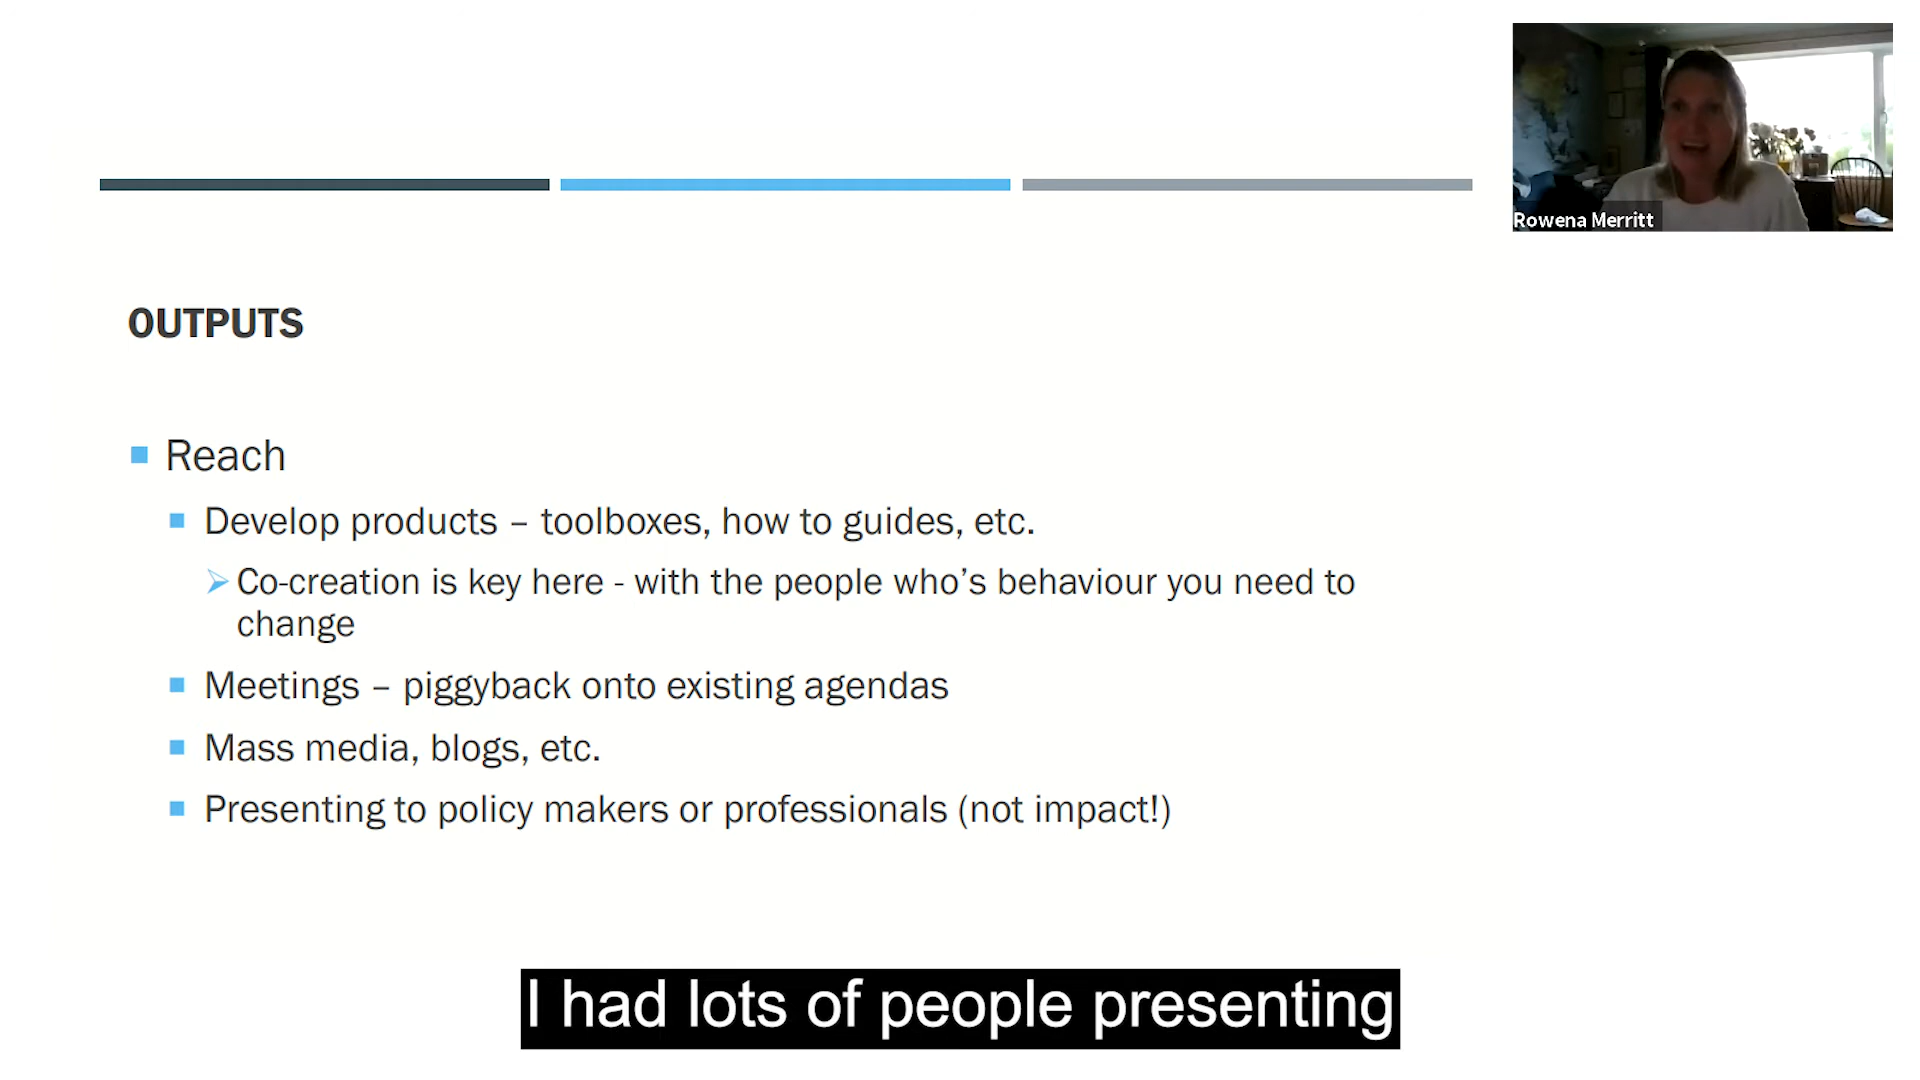 Rowena Merritt
OUTPUTS
Reach
Develop products – toolboxes, how to guides, etc.
Co-creation is key here - with the people who’s behaviour you need to
change
Meetings – piggyback onto existing agendas
Mass media, blogs, etc.
Presenting to policy makers or professionals (not impact!)
I had lots of people presenting